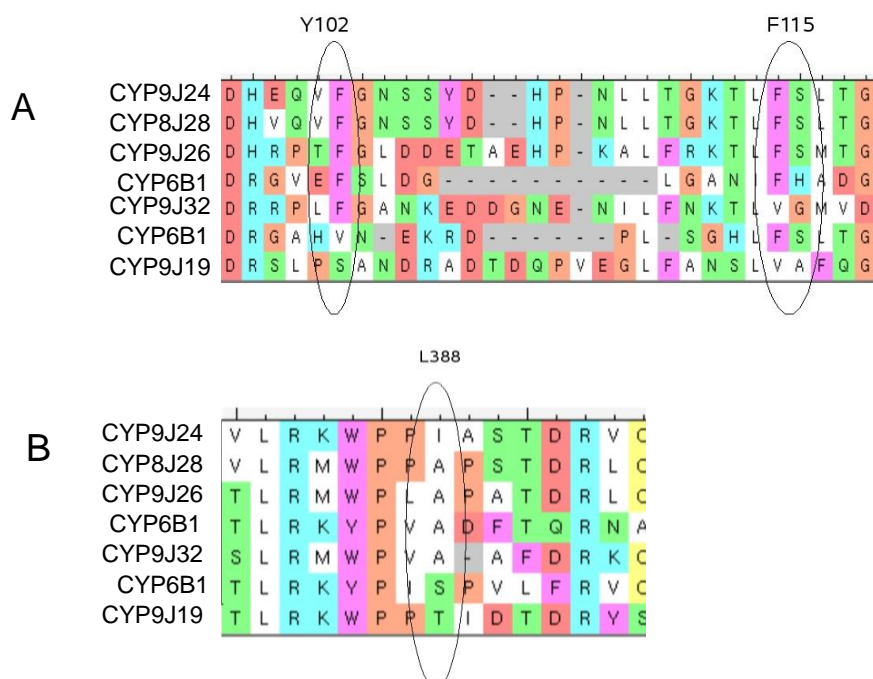 Y102 F115
A
CYP9J24 D H E Q V F G N S S Y D - - H P - N L L T G K T L F S L T G
CYP8J28 D H V Q V F G N S S Y D - - H P - N L L T G K T L F S L T G
CYP9J26 D H R P T F G L D D E T A E H P - K A L F R K T L F S M T G
CYP6B1 D R G V E F S L D G - - - - - - - - - - L G A N I F H A D G
CYP9J32 D R R P L F G A N K E D D G N E - N I L F N K T L V G M V D
CYP6B1 D R G A H V N - E K R D - - - - - - P L - S G H L F S L T G
CYP9J19 D R S L P S A N D R A D T D Q P V E G L F A N S L V A F Q G
L388
B
CYP9J24 V L R K W P P I A S T D R V C
CYP8J28 V L R M W P P A P S T D R L C
CYP9J26 T L R M W P L A P A T D R L C
CYP6B1 T L R K Y P V A D F T Q R N A
CYP9J32 S L R M W P V A - A F D R K C
CYP6B1 T L R K Y P I S P V L F R V C
CYP9J19 T L R K W P P T I D T D R Y S